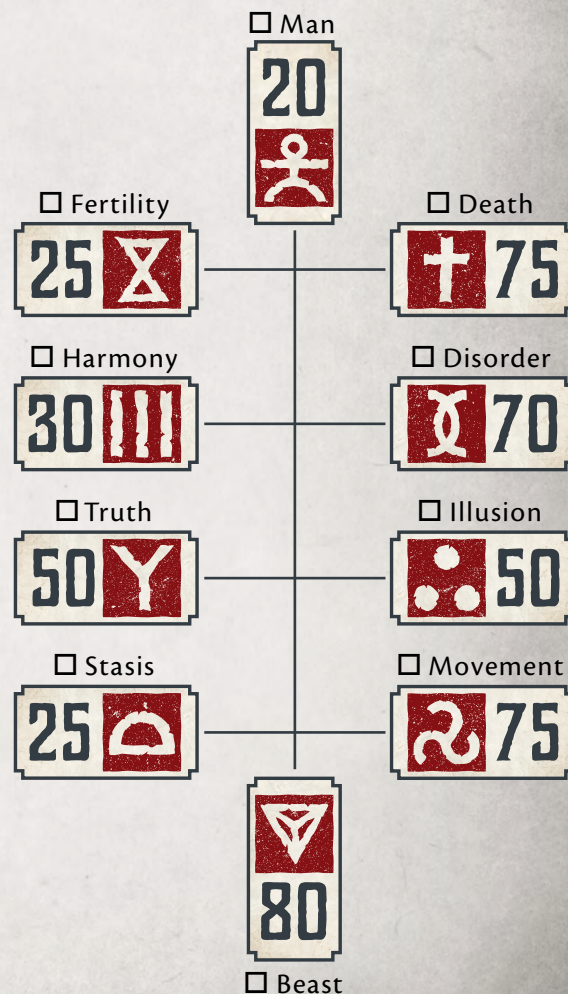 ☐ Man
20
☐ Fertility ☐ Death
25 75
☐ Harmony ☐ Disorder
30 70
☐ Truth ☐ Illusion
50 50
☐ Stasis ☐ Movement
25 75
80
☐ Beast